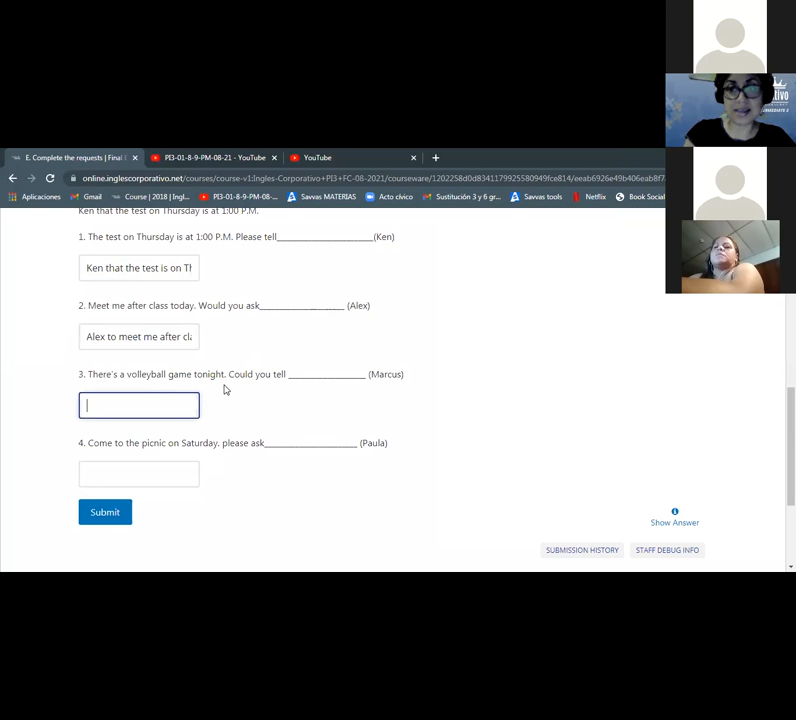 E. Complete the requests | Final E
PI3-01-8-9-PM-08-21 - YouTube
YouTube
online.inglescorporativo.net/courses/course-v1:Ingles-Corporativo+PI3+FC-08-2021/courseware/1202258d0d8341179925580949fce814/eeab6926e49b406eab8f7
Aplicaciones
Gmail
Course | 2018 | Ingl...
PI3-01-8-9-PM-08-...
Savvas MATERIAS
Acto cívico
Sustitución 3 y 6 gr...
Savvas tools
Netflix
Book Social
Ken that the test on Thursday is at 1:00 P.M.
1. The test on Thursday is at 1:00 P.M. Please tell____________________(Ken)
Ken that the test is on Th
2. Meet me after class today. Would you ask__________________ (Alex)
Alex to meet me after cla
3. There's a volleyball game tonight. Could you tell ________________ (Marcus)
4. Come to the picnic on Saturday. please ask___________________ (Paula)
Submit
Show Answer
SUBMISSION HISTORY
STAFF DEBUG INFO